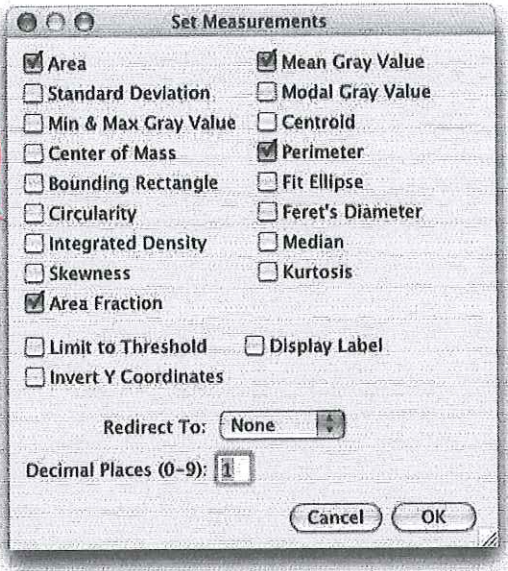 Set Measurements
Area Mean Gray Value
Standard Deviation Modal Gray Value
Min & Max Gray Value Centroid
Center of Mass Perimeter
Bounding Rectangle Fit Ellipse
Circularity Feret's Diameter
Integrated Density Median
Skewness Kurtosis
Area Fraction
Limit to Threshold Display Label
Invert Y Coordinates
Redirect To: None
Decimal Places (0-9): 1
Cancel OK